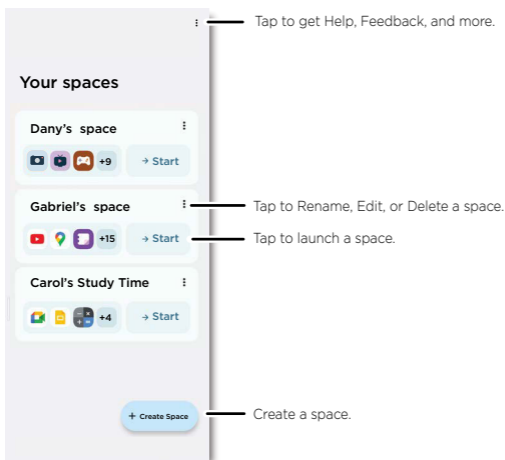 Tap to get Help, Feedback, and more.
Your spaces
Dany's space
+9
→ Start
Gabriel's space
Tap to Rename, Edit, or Delete a space.
+15
→ Start
Tap to launch a space.
Carol's Study Time
+4
→ Start
+ Create Space
Create a space.